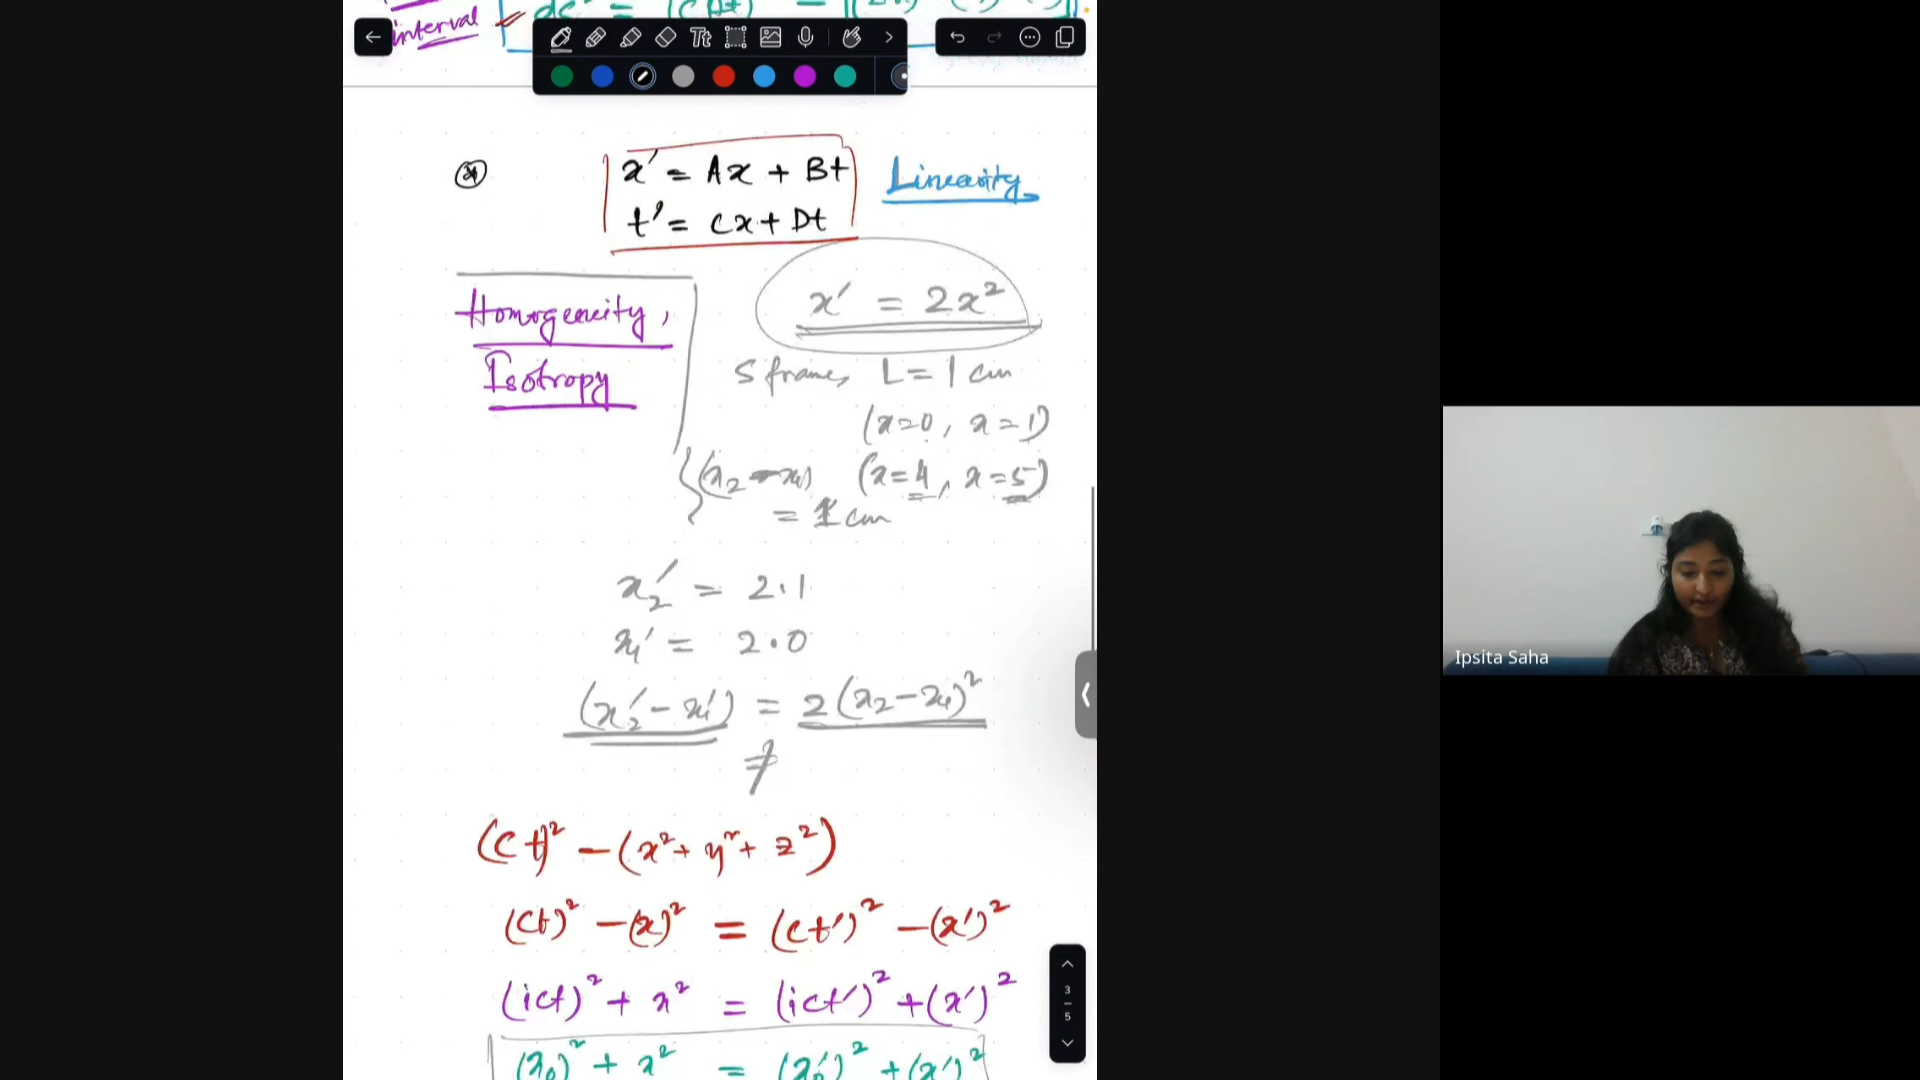 interval
Tt
x' = Ax + Bt
Linearity
t' = Cx + Dt
Homogeneity,
Isotropy
x' = 2x²
S frame, L = 1 cm
(x=0, x=1)
(x₂ - x₁) (x=4, x=5)
= 1 cm
x₂' = 2.1
x₁' = 2.0
(x₂' - x₁') = 2(x₂ - x₁)²
≠
(ct)² - (x² + y² + z²)
(ct)² - (x)² = (ct')² - (x')²
(ict)² + x² = (ict')² + (x')²
(x₀)² + x² = (x₀')² + (x')²
3
5
Ipsita Saha